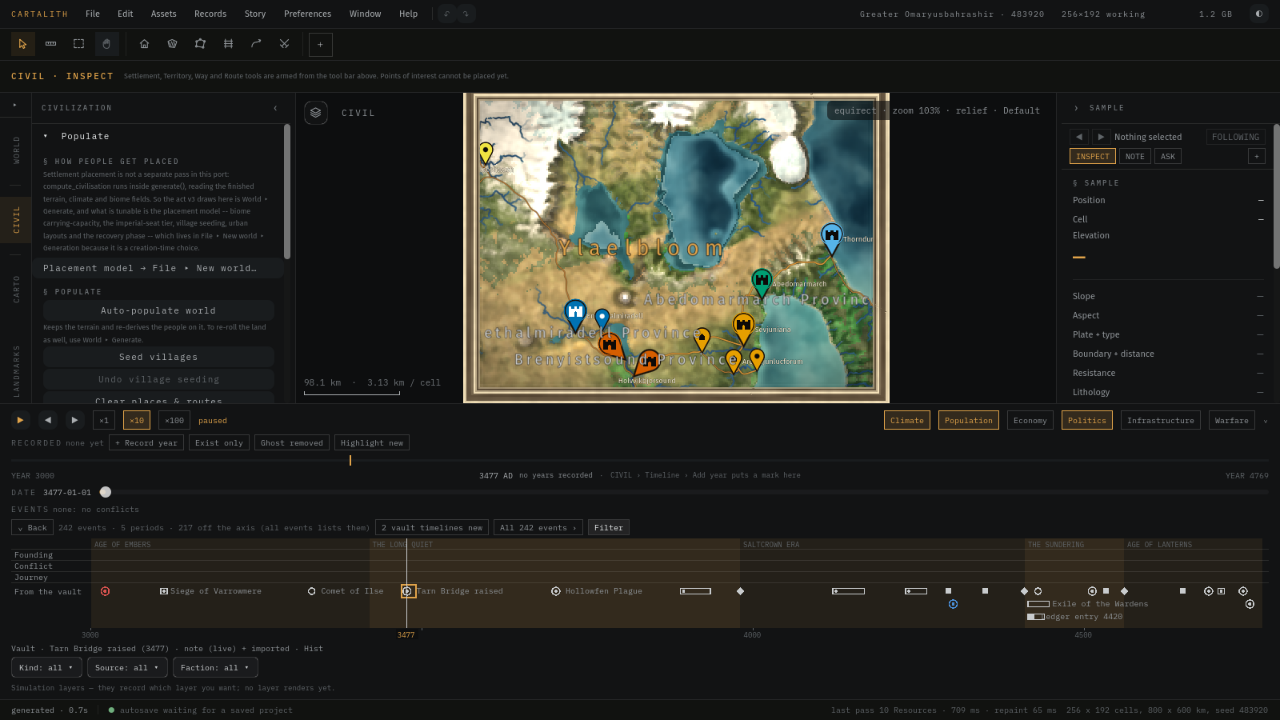 CARTALITH File Edit Assets Records Story Preferences Window Help Greater Omaryusbahrashir · 483920 256×192 working 1.2 GB
CIVIL · INSPECT Settlement, Territory, Way and Route tools are armed from the tool bar above. Points of interest cannot be placed yet.
WORLD
CIVIL
CARTO
LANDMARKS
CIVILIZATION
Populate
§ HOW PEOPLE GET PLACED
Settlement placement is not a separate pass in this port:
compute_civilisation runs inside generate(), reading the finished
terrain, climate and biome fields. So the act v3 draws here is World •
Generate, and what is tunable is the placement model — biome
carrying-capacity, the imperial-seat tier, village seeding, urban
layouts and the recovery phase — which lives in File • New world •
Generation because it is a creation-time choice.
Placement model → File • New world…
§ POPULATE
Auto-populate world
Keeps the terrain and re-derives the people on it. To re-roll the land
as well, use World • Generate.
Seed villages
Undo village seeding
Clear places & routes
CIVIL
equirect · zoom 103% · relief · Default
Ylaelbloom
Thorndur
Abedomarmarch
Abedomarmarch Provinc
ethalmiradell Province
Sovjuniana
Brenyistsound Province
98.1 km · 3.13 km / cell
SAMPLE
Nothing selected FOLLOWING
INSPECT NOTE ASK +
§ SAMPLE
Position —
Cell —
Elevation
—
Slope —
Aspect —
Plate + type —
Boundary + distance —
Resistance —
Lithology —
×1 ×10 ×100 paused Climate Population Economy Politics Infrastructure Warfare
RECORDED none yet + Record year Exist only Ghost removed Highlight new
YEAR 3000 3477 AD no years recorded · CIVIL · Timeline · Add year puts a mark here YEAR 4769
DATE 3477-01-01
EVENTS none: no conflicts
⌄ Back 242 events · 5 periods · 217 off the axis (all events lists them) 2 vault timelines new All 242 events › Filter
AGE OF EMBERS THE LONG QUIET SALTCROWN ERA THE SUNDERING AGE OF LANTERNS
Founding
Conflict
Journey
From the vault Siege of Varrowmere Comet of Ilse Tarn Bridge raised Hollowfen Plague
Exile of the Wardens
edger entry 4420
3000 3477 4000 4500
Vault · Tarn Bridge raised (3477) · note (live) + imported · Hist
Kind: all ▾ Source: all ▾ Faction: all ▾
Simulation layers — they record which layer you want; no layer renders yet.
generated · 0.7s autosave waiting for a saved project last pass 10 Resources · 709 ms · repaint 65 ms 256 x 192 cells, 800 x 600 km, seed 483920